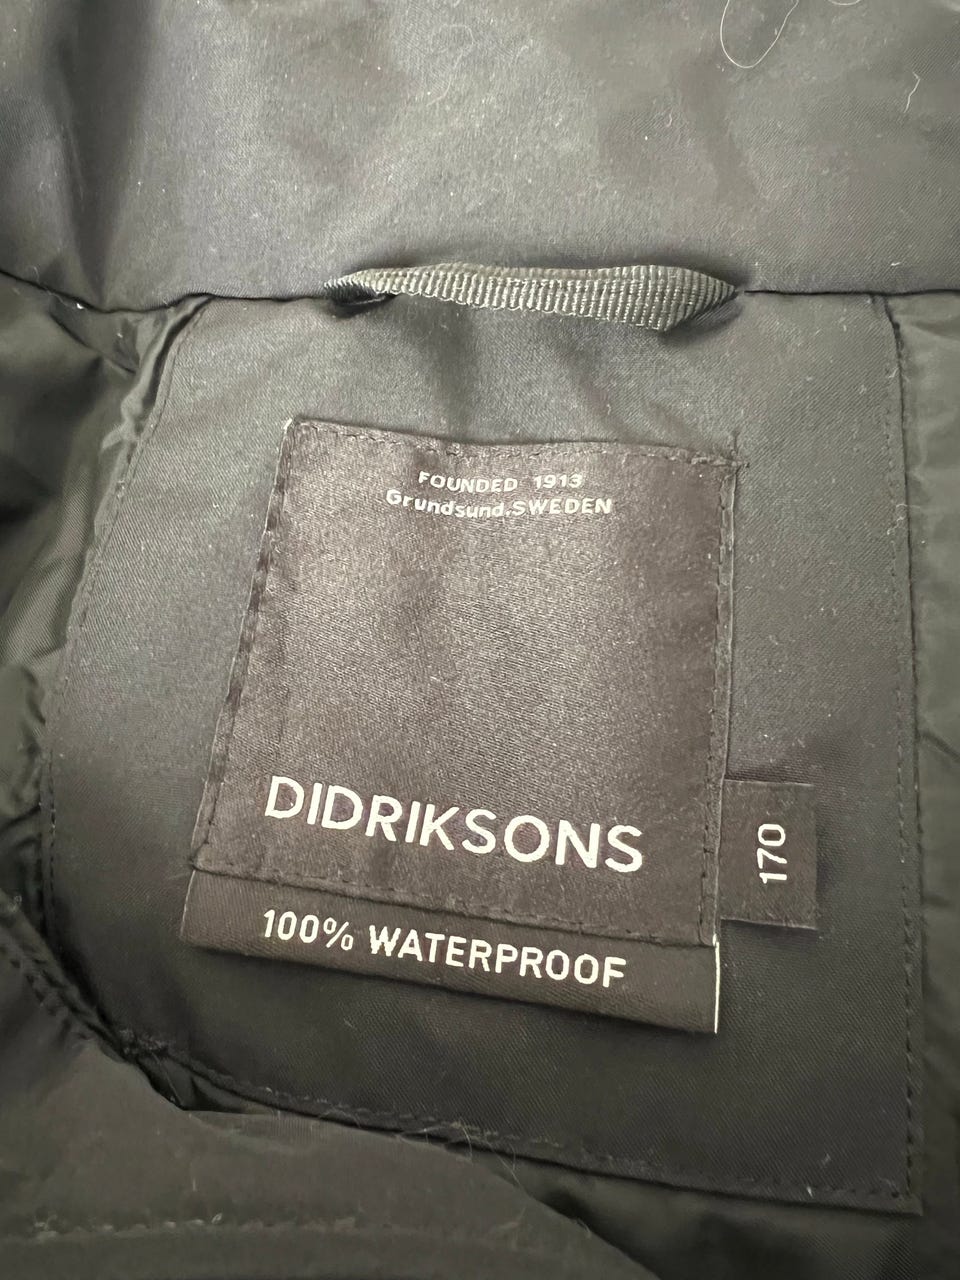 FOUNDED 1913
Grundsund.SWEDEN
DIDRIKSONS
170
100% WATERPROOF